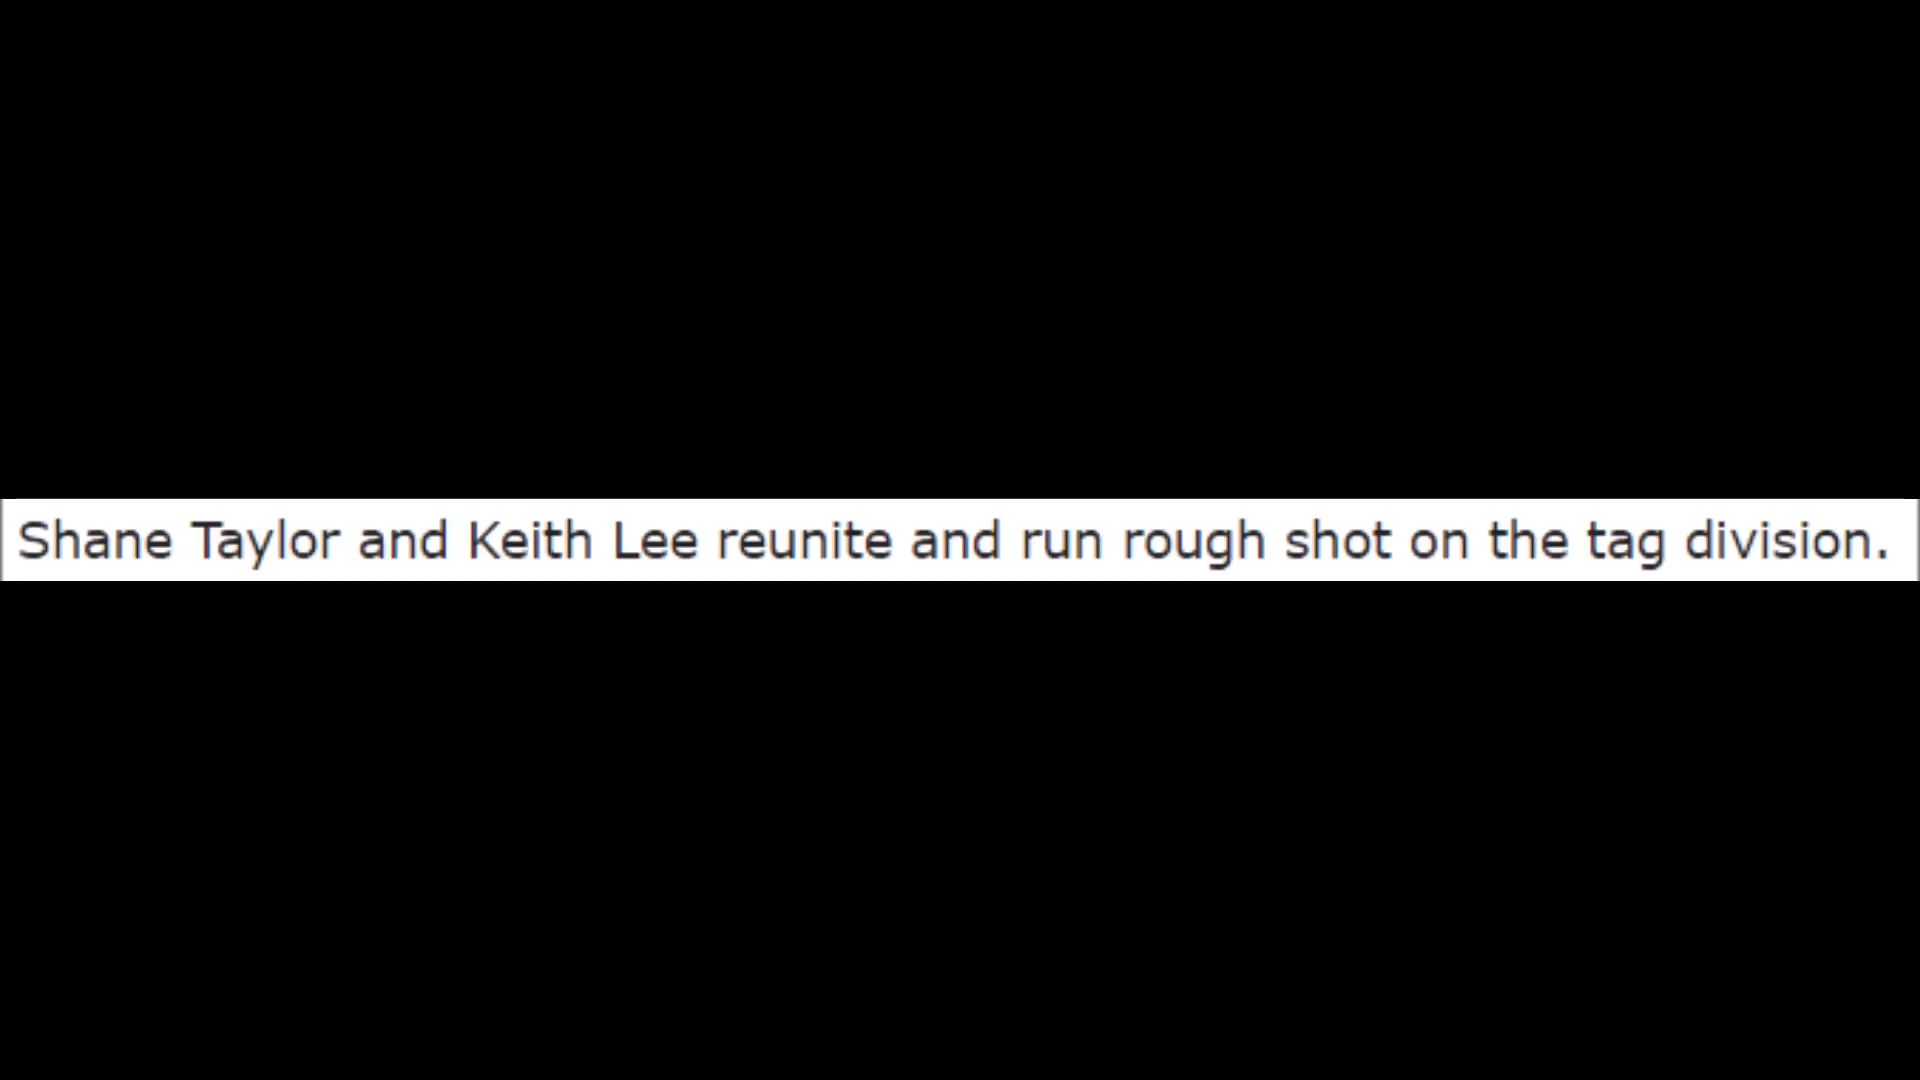 Shane Taylor and Keith Lee reunite and run rough shot on the tag division.